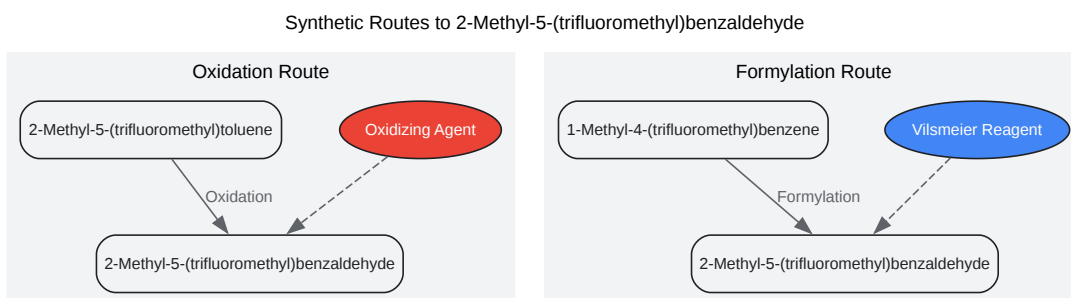 Synthetic Routes to 2-Methyl-5-(trifluoromethyl)benzaldehyde
Oxidation Route
2-Methyl-5-(trifluoromethyl)toluene
Oxidizing Agent
Oxidation
2-Methyl-5-(trifluoromethyl)benzaldehyde
Formylation Route
1-Methyl-4-(trifluoromethyl)benzene
Vilsmeier Reagent
Formylation
2-Methyl-5-(trifluoromethyl)benzaldehyde